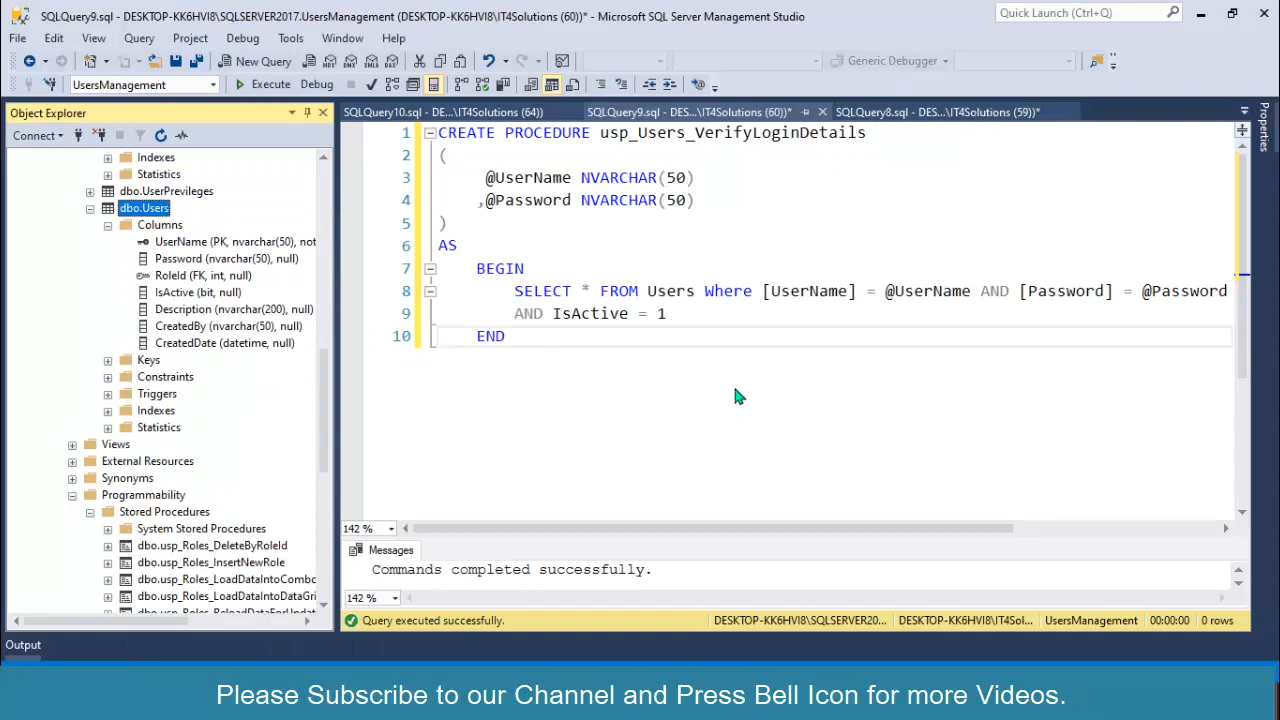 SQLQuery9.sql - DESKTOP-KK6HVI8\SQLSERVER2017.UsersManagement (DESKTOP-KK6HVI8\IT4Solutions (60))* - Microsoft SQL Server Management Studio
Quick Launch (Ctrl+Q)
File Edit View Query Project Debug Tools Window Help
New Query
Generic Debugger
UsersManagement
Execute Debug
Object Explorer
SQLQuery10.sql - DES...\IT4Solutions (64))
SQLQuery9.sql - DES...\IT4Solutions (60))*
SQLQuery8.sql - DES...\IT4Solutions (59))*
Properties
Connect
Indexes
Statistics
dbo.UserPrevileges
dbo.Users
Columns
UserName (PK, nvarchar(50), not
Password (nvarchar(50), null)
RoleId (FK, int, null)
IsActive (bit, null)
Description (nvarchar(200), null)
CreatedBy (nvarchar(50), null)
CreatedDate (datetime, null)
Keys
Constraints
Triggers
Indexes
Statistics
Views
External Resources
Synonyms
Programmability
Stored Procedures
System Stored Procedures
dbo.usp_Roles_DeleteByRoleId
dbo.usp_Roles_InsertNewRole
dbo.usp_Roles_LoadDataIntoCombo
dbo.usp_Roles_LoadDataIntoDataGri
dbo.usp_Roles_ReloadDataForUpdat
1 CREATE PROCEDURE usp_Users_VerifyLoginDetails
2 (
3 @UserName NVARCHAR(50)
4 ,@Password NVARCHAR(50)
5 )
6 AS
7 BEGIN
8 SELECT * FROM Users Where [UserName] = @UserName AND [Password] = @Password
9 AND IsActive = 1
10 END
142 %
Messages
Commands completed successfully.
142 %
Query executed successfully.
DESKTOP-KK6HVI8\SQLSERVER20... DESKTOP-KK6HVI8\IT4Sol... UsersManagement 00:00:00 0 rows
Output
Please Subscribe to our Channel and Press Bell Icon for more Videos.